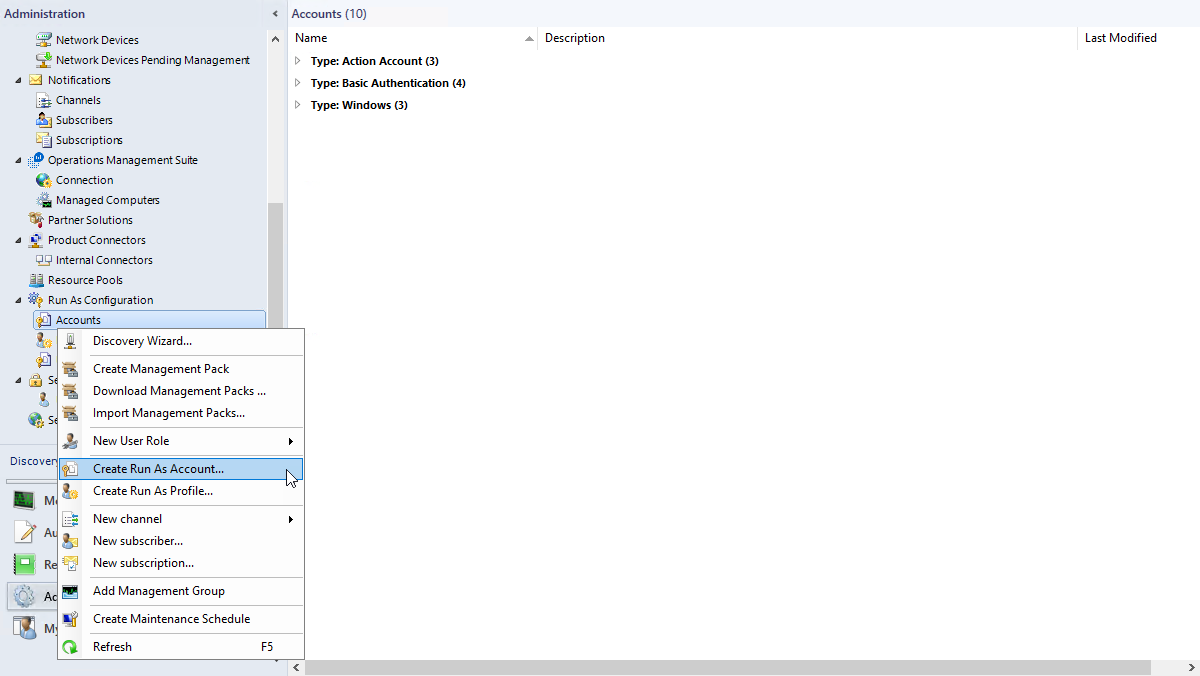 Administration
Network Devices
Network Devices Pending Management
Notifications
Channels
Subscribers
Subscriptions
Operations Management Suite
Connection
Managed Computers
Partner Solutions
Product Connectors
Internal Connectors
Resource Pools
Run As Configuration
Accounts
Se
Se
Discovery
M
Au
Re
Ad
My
Discovery Wizard...
Create Management Pack
Download Management Packs ...
Import Management Packs...
New User Role
Create Run As Account...
Create Run As Profile...
New channel
New subscriber...
New subscription...
Add Management Group
Create Maintenance Schedule
Refresh F5
Accounts (10)
Name Description Last Modified
Type: Action Account (3)
Type: Basic Authentication (4)
Type: Windows (3)